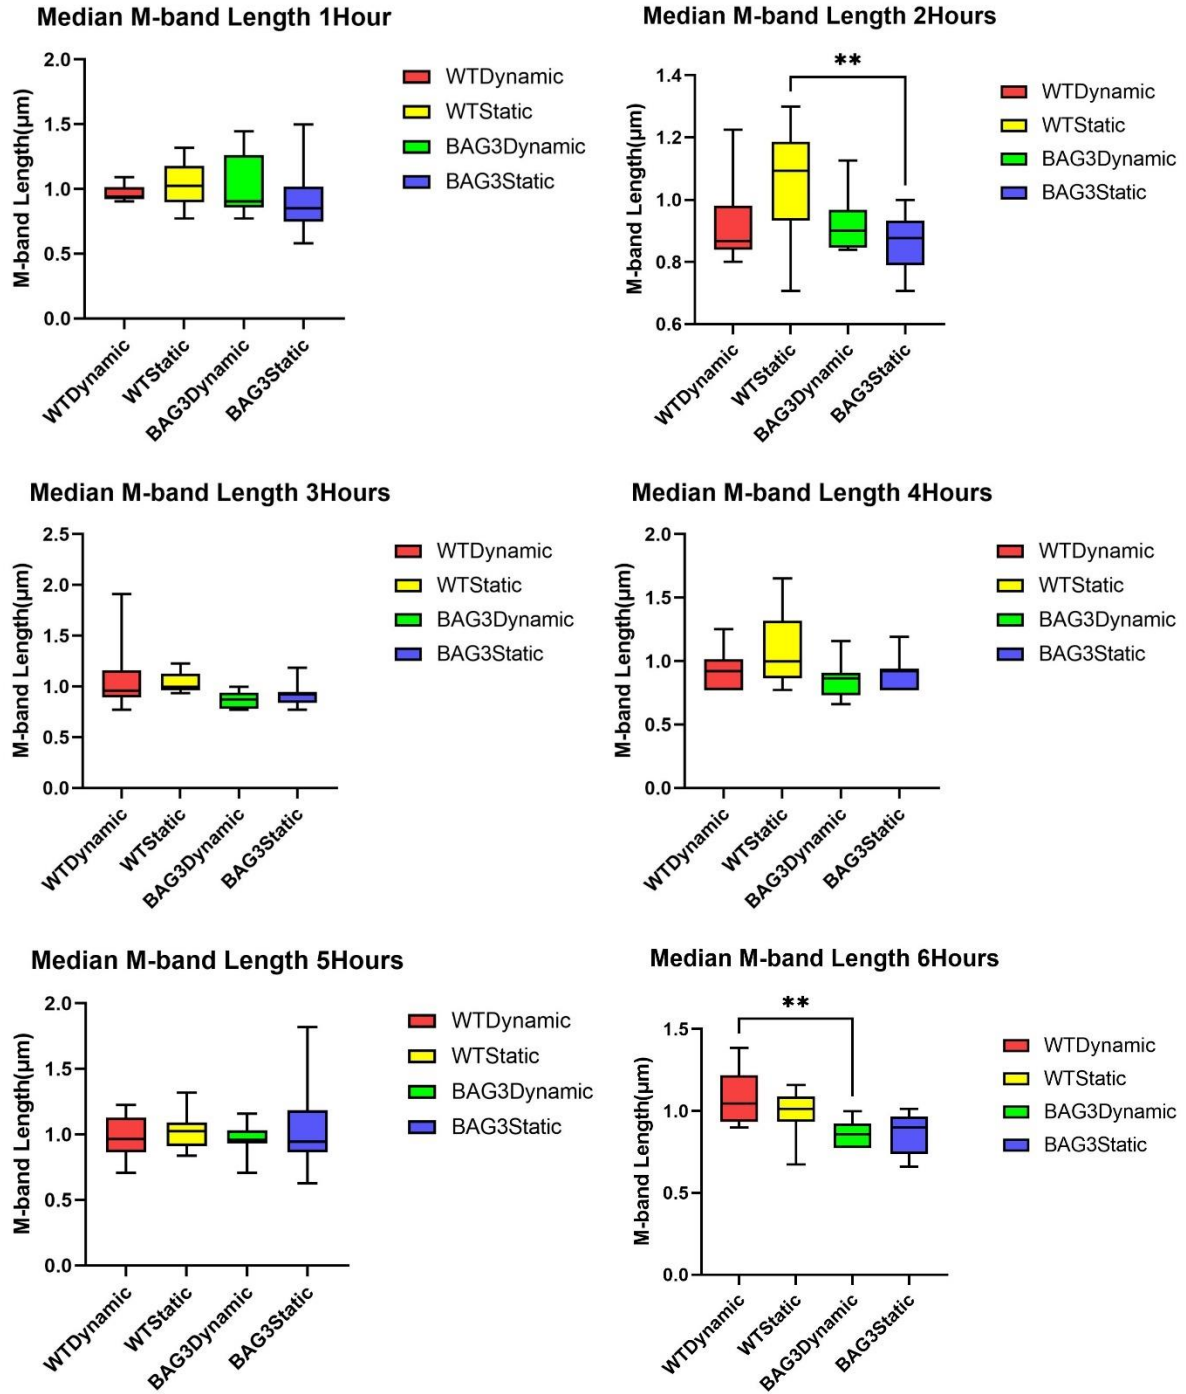 Median M-band Length 1Hour
M-band Length(µm)
2.0
1.5
1.0
0.5
0.0
WTDynamic
WTStatic
BAG3Dynamic
BAG3Static
WTDynamic
WTStatic
BAG3Dynamic
BAG3Static
Median M-band Length 2Hours
M-band Length(µm)
1.4
1.2
1.0
0.8
0.6
**
WTDynamic
WTStatic
BAG3Dynamic
BAG3Static
WTDynamic
WTStatic
BAG3Dynamic
BAG3Static
Median M-band Length 3Hours
M-band Length(µm)
2.5
2.0
1.5
1.0
0.5
0.0
WTDynamic
WTStatic
BAG3Dynamic
BAG3Static
WTDynamic
WTStatic
BAG3Dynamic
BAG3Static
Median M-band Length 4Hours
M-band Length(µm)
2.0
1.5
1.0
0.5
0.0
WTDynamic
WTStatic
BAG3Dynamic
BAG3Static
WTDynamic
WTStatic
BAG3Dynamic
BAG3Static
Median M-band Length 5Hours
M-band Length(µm)
2.0
1.5
1.0
0.5
0.0
WTDynamic
WTStatic
BAG3Dynamic
BAG3Static
WTDynamic
WTStatic
BAG3Dynamic
BAG3Static
Median M-band Length 6Hours
M-band Length(µm)
1.5
1.0
0.5
0.0
**
WTDynamic
WTStatic
BAG3Dynamic
BAG3Static
WTDynamic
WTStatic
BAG3Dynamic
BAG3Static